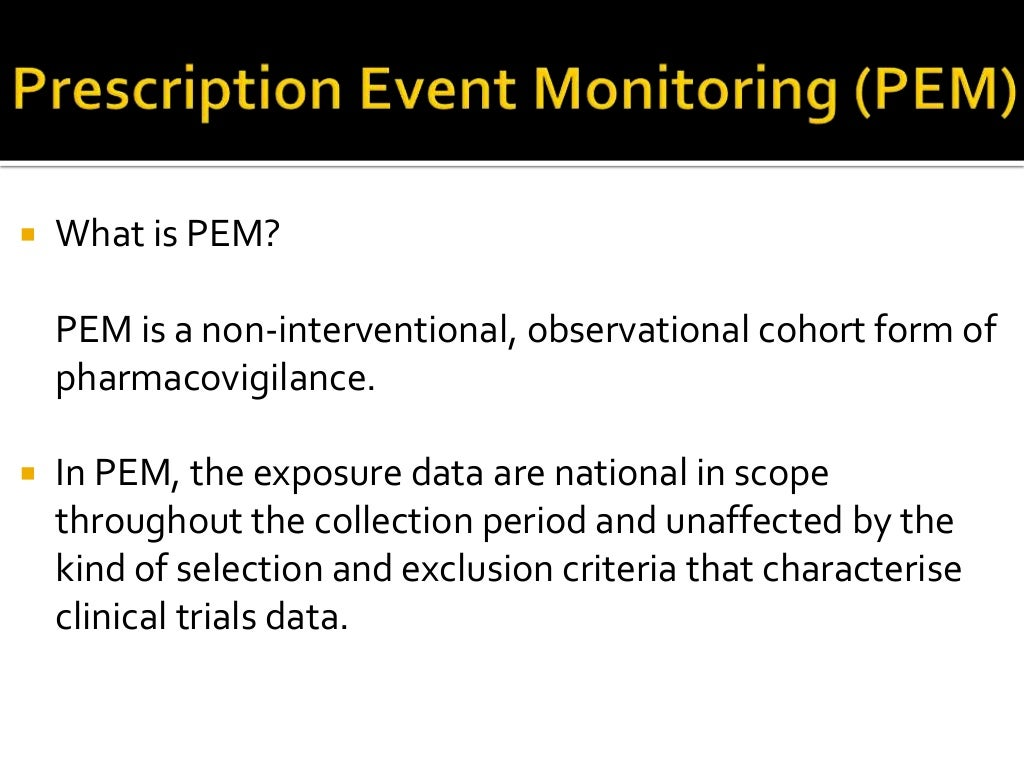 Prescription Event Monitoring (PEM)
What is PEM?
PEM is a non-interventional, observational cohort form of
pharmacovigilance.
In PEM, the exposure data are national in scope
throughout the collection period and unaffected by the
kind of selection and exclusion criteria that characterise
clinical trials data.